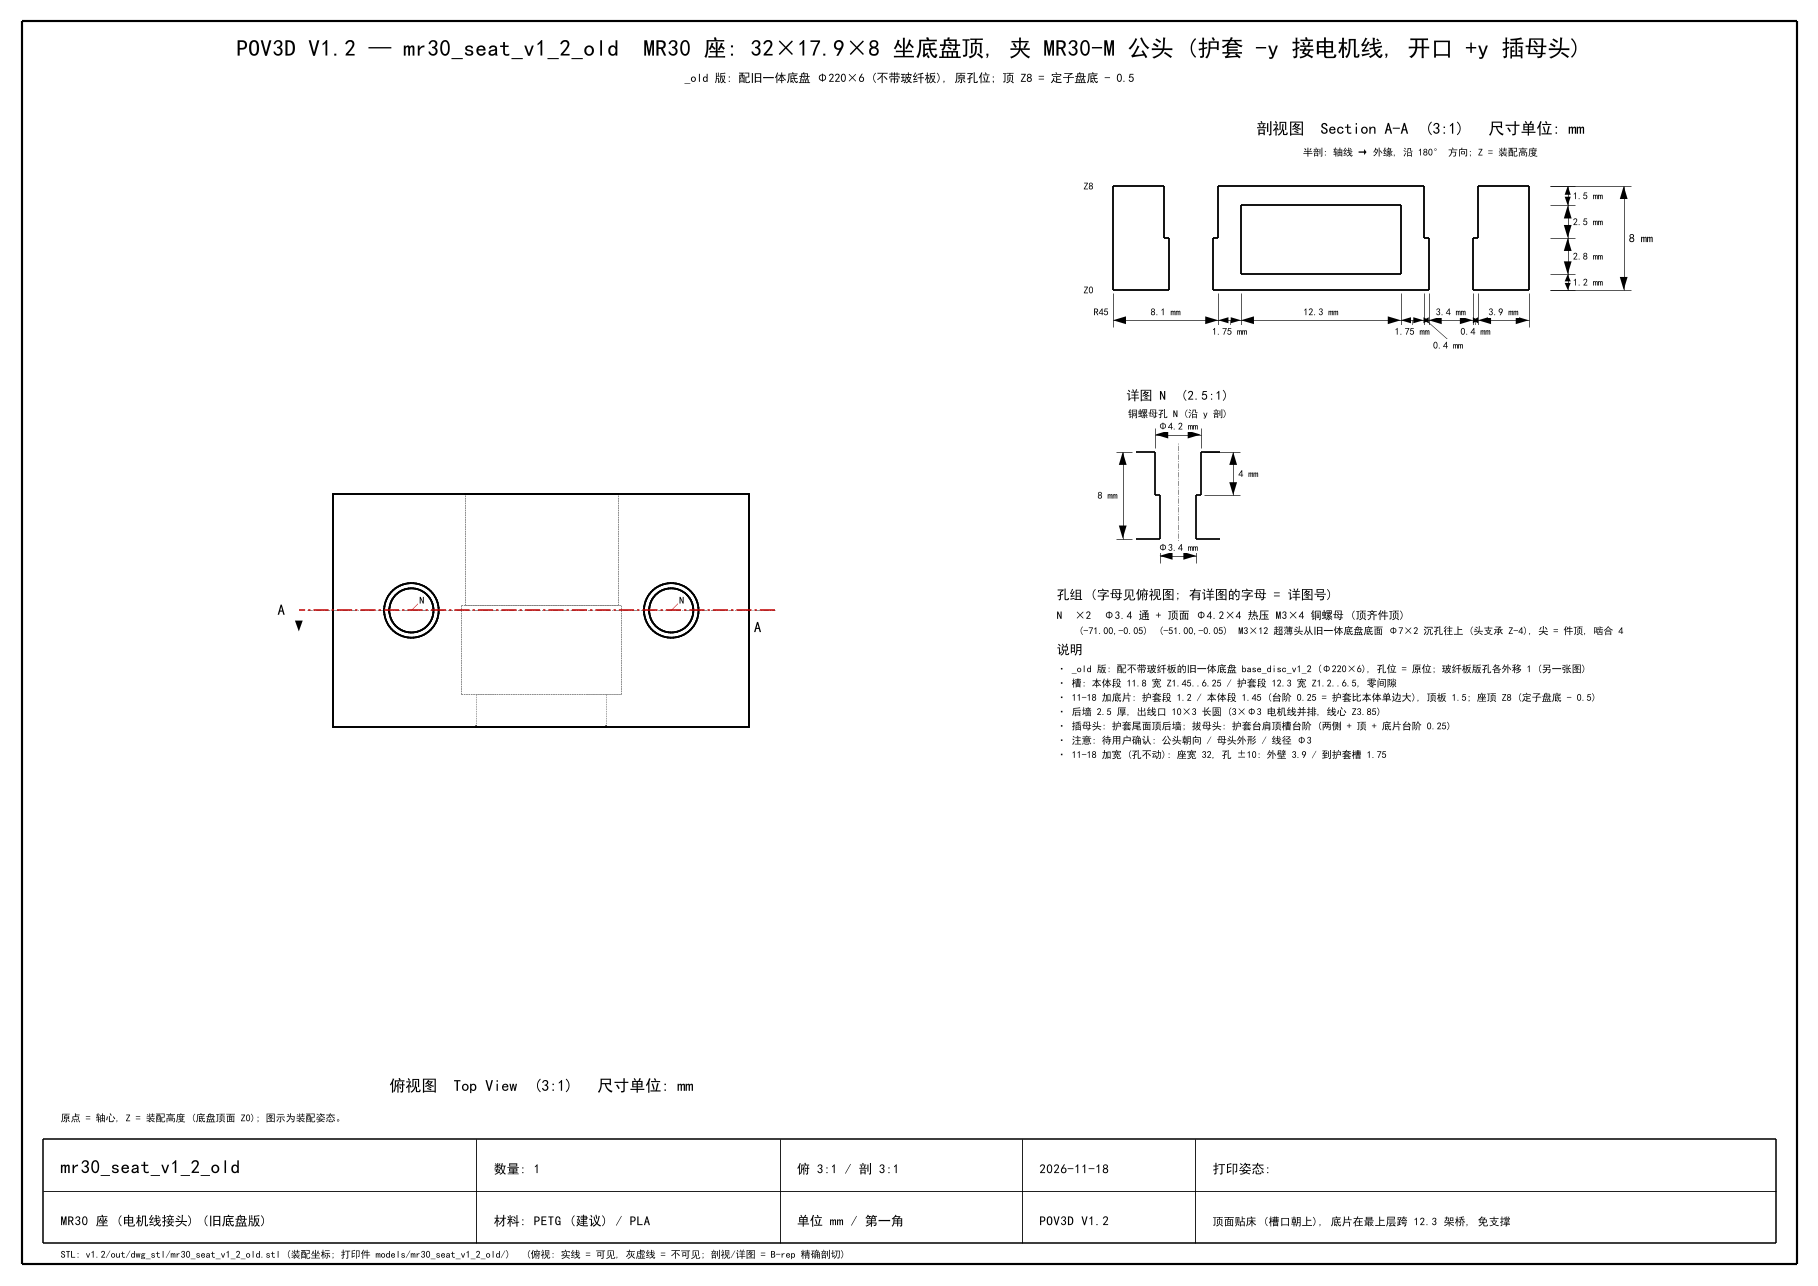 POV3D V1.2 — mr30_seat_v1_2_old  MR30 座: 32×17.9×8 坐底盘顶, 夹 MR30-M 公头 (护套 -y 接电机线, 开口 +y 插母头)
_old 版: 配旧一体底盘 Φ220×6 (不带玻纤板), 原孔位; 顶 Z8 = 定子盘底 - 0.5
剖视图  Section A-A  (3:1)   尺寸单位: mm
半剖: 轴线 → 外缘, 沿 180° 方向; Z = 装配高度
Z8
1.5 mm
2.5 mm
8 mm
2.8 mm
1.2 mm
Z0
R45
8.1 mm
12.3 mm
3.4 mm
3.9 mm
1.75 mm
1.75 mm
0.4 mm
0.4 mm
详图 N  (2.5:1)
铜螺母孔 N (沿 y 剖)
Φ4.2 mm
4 mm
8 mm
Φ3.4 mm
N
N
A
A
孔组 (字母见俯视图; 有详图的字母 = 详图号)
N  ×2  Φ3.4 通 + 顶面 Φ4.2×4 热压 M3×4 铜螺母 (顶齐件顶)
(-71.00,-0.05)  (-51.00,-0.05)  M3×12 超薄头从旧一体底盘底面 Φ7×2 沉孔往上 (头支承 Z-4), 尖 = 件顶, 啮合 4
说明
· _old 版: 配不带玻纤板的旧一体底盘 base_disc_v1_2 (Φ220×6), 孔位 = 原位; 玻纤板版孔各外移 1 (另一张图)
· 槽: 本体段 11.8 宽 Z1.45..6.25 / 护套段 12.3 宽 Z1.2..6.5, 零间隙
· 11-18 加底片: 护套段 1.2 / 本体段 1.45 (台阶 0.25 = 护套比本体单边大), 顶板 1.5; 座顶 Z8 (定子盘底 - 0.5)
· 后墙 2.5 厚, 出线口 10×3 长圆 (3×Φ3 电机线并排, 线心 Z3.85)
· 插母头: 护套尾面顶后墙; 拔母头: 护套台肩顶槽台阶 (两侧 + 顶 + 底片台阶 0.25)
· 注意: 待用户确认: 公头朝向 / 母头外形 / 线径 Φ3
· 11-18 加宽 (孔不动): 座宽 32, 孔 ±10: 外壁 3.9 / 到护套槽 1.75
俯视图  Top View  (3:1)   尺寸单位: mm
原点 = 轴心, Z = 装配高度 (底盘顶面 Z0); 图示为装配姿态。
mr30_seat_v1_2_old
数量: 1
俯 3:1 / 剖 3:1
2026-11-18
打印姿态:
MR30 座 (电机线接头) (旧底盘版)
材料: PETG (建议) / PLA
单位 mm / 第一角
POV3D V1.2
顶面贴床 (槽口朝上), 底片在最上层跨 12.3 架桥, 免支撑
STL: v1.2/out/dwg_stl/mr30_seat_v1_2_old.stl (装配坐标; 打印件 models/mr30_seat_v1_2_old/)   (俯视: 实线 = 可见, 灰虚线 = 不可见; 剖视/详图 = B-rep 精确剖切)